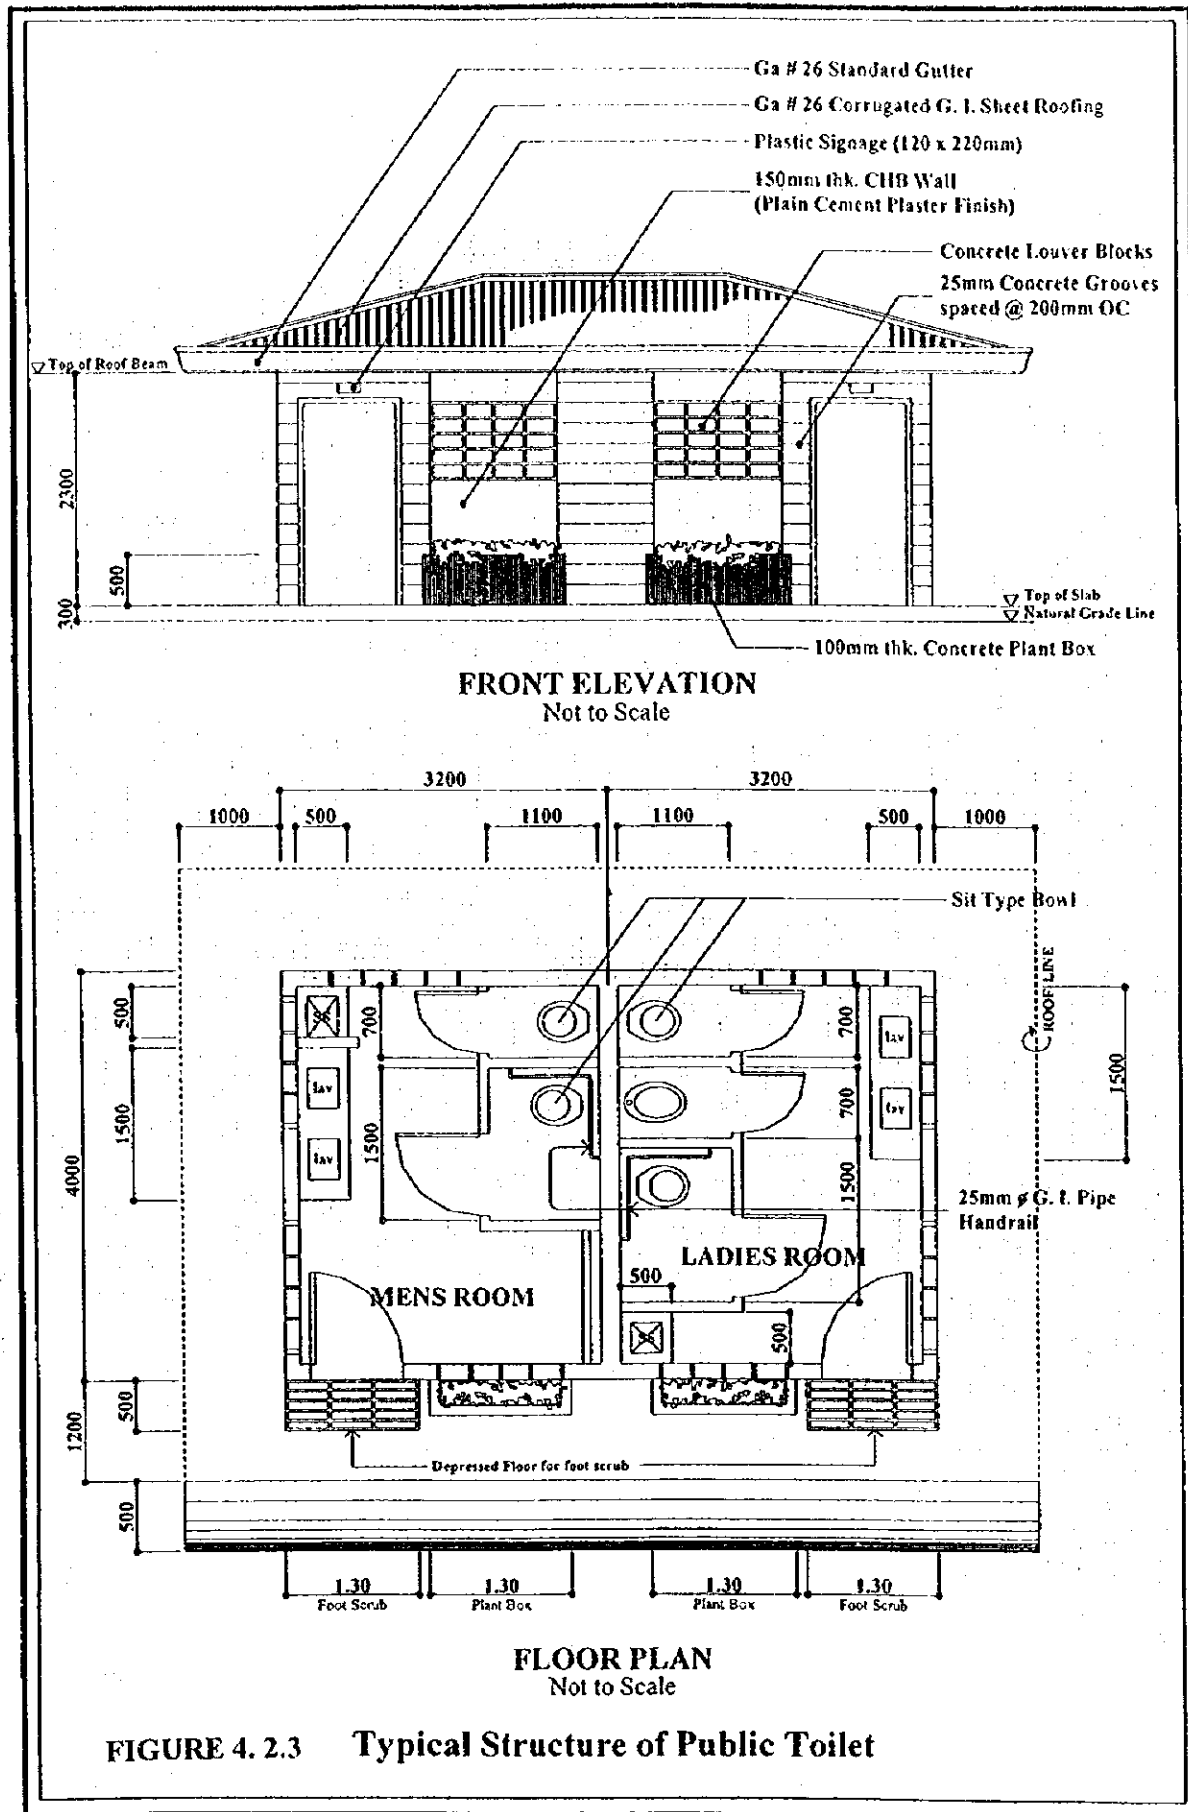 Ga # 26 Standard Gutter
Ga # 26 Corrugated G. I. Sheet Roofing
Plastic Signage (120 x 220mm)
150mm thk. CHB Wall
(Plain Cement Plaster Finish)
Concrete Louver Blocks
25mm Concrete Grooves
spaced @ 200mm OC
Top of Roof Beam
2300
500
300
Top of Slab
Natural Grade Line
100mm thk. Concrete Plant Box
FRONT ELEVATION
Not to Scale
3200
3200
1000
500
1100
1100
500
1000
Sit Type Bowl
ROOF LINE
500
700
700
lav
lav
1500
1500
lav
lav
700
1500
1500
4000
25mm ø G. I. Pipe
Handrail
LADIES ROOM
MENS ROOM
500
500
500
1200
Depressed Floor for foot scrub
500
1.30
1.30
1.30
1.30
Foot Scrub
Plant Box
Plant Box
Foot Scrub
FLOOR PLAN
Not to Scale
FIGURE 4. 2.3 Typical Structure of Public Toilet